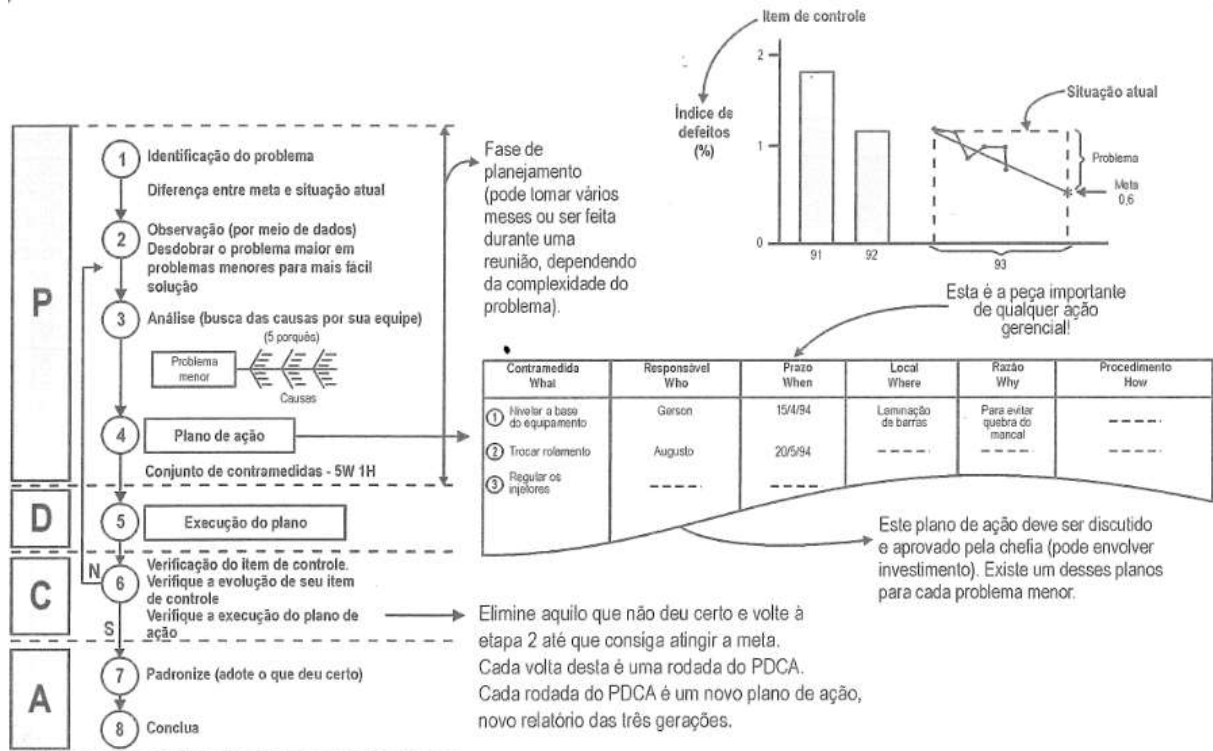 Item de controle
2
1
0
Índice de
defeitos
(%)
91
92
93
Situação atual
Problema
Meta
0,6
P
1
Identificação do problema
Diferença entre meta e situação atual
2
Observação (por meio de dados)
Desdobrar o problema maior em
problemas menores para mais fácil
solução
3
Análise (busca das causas por sua equipe)
(5 porquês)
Problema
menor
Causas
4
Plano de ação
Conjunto de contramedidas - 5W 1H
Fase de
planejamento
(pode tomar vários
meses ou ser feita
durante uma
reunião, dependendo
da complexidade do
problema).
Esta é a peça importante
de qualquer ação
gerencial!
Contramedida
What
Responsável
Who
Prazo
When
Local
Where
Razão
Why
Procedimento
How
1 Nivelar a base
do equipamento
Gerson
15/4/94
Laminação
de barras
Para evitar
quebra do
mancal
2 Trocar rolamento
Augusto
20/5/94
3 Regular os
injetores
Este plano de ação deve ser discutido
e aprovado pela chefia (pode envolver
investimento). Existe um desses planos
para cada problema menor.
D
5
Execução do plano
C
N
6
Verificação do item de controle.
Verifique a evolução de seu item
de controle
Verifique a execução do plano de
ação
S
Elimine aquilo que não deu certo e volte à
etapa 2 até que consiga atingir a meta.
Cada volta desta é uma rodada do PDCA.
Cada rodada do PDCA é um novo plano de ação,
novo relatório das três gerações.
A
7
Padronize (adote o que deu certo)
8
Conclua